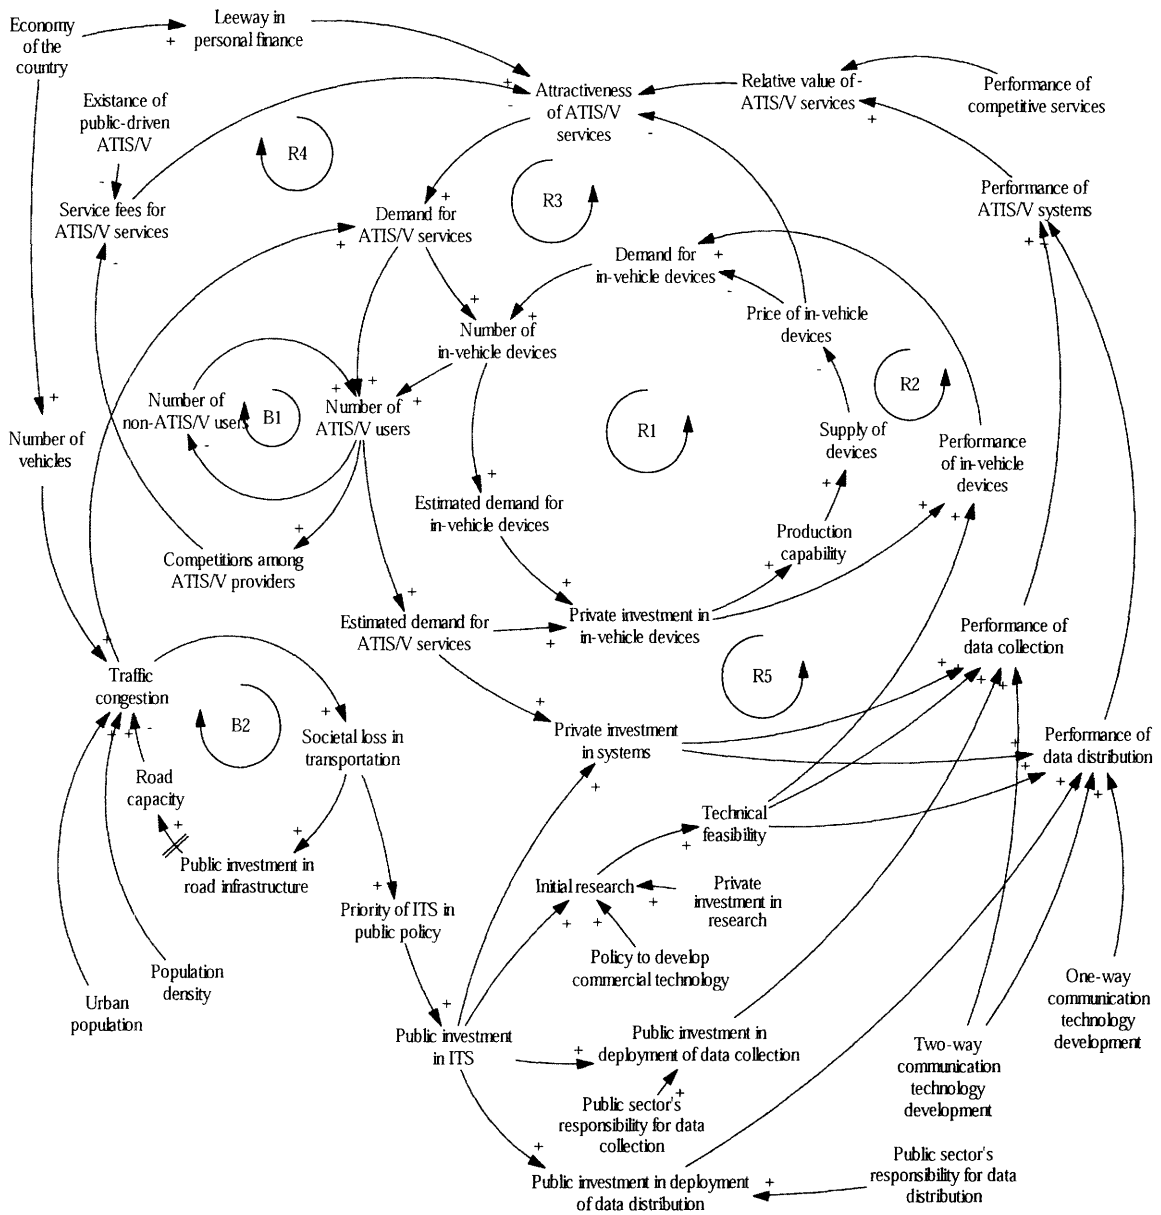 Economy
of the
country
Leeway in
personal finance
+
Existance of
public-driven
ATIS/V
-
Service fees for
ATIS/V services
-
R4
+
-
Attractiveness
of ATIS/V
services
-
Relative value of
ATIS/V services
-
+
Performance of
competitive services
Performance of
ATIS/V systems
+
+
R3
+
Demand for
ATIS/V services
+
Demand for
in-vehicle devices
+
-
Price of in-vehicle
devices
-
+
+
Number of
in-vehicle devices
R2
Number of
non-ATIS/V users
-
B1
+
+
+
Number of
ATIS/V users
R1
Supply of
devices
+
Performance
of in-vehicle
devices
+
+
+
Number of
vehicles
+
Estimated demand for
in-vehicle devices
Production
capability
+
+
Competitions among
ATIS/V providers
+
+
Estimated demand for
ATIS/V services
+
Private investment in
in-vehicle devices
Performance of
data collection
+
+
+
+
R5
+
Traffic
congestion
+
+
-
B2
+
Societal loss in
transportation
+
Private investment
in systems
+
+
+
Performance of
data distribution
+
+
Road
capacity
+
Public investment in
road infrastructure
+
Technical
feasibility
+
Initial research
+
+
+
Private
investment in
research
+
Priority of ITS in
public policy
Policy to develop
commercial technology
Population
density
Urban
population
+
Public investment
in ITS
+
Public investment in
deployment of data collection
+
Public sector's
responsibility for data
collection
+
Public investment in deployment
of data distribution
+
Public sector's
responsibility for data
distribution
Two-way
communication
technology
development
One-way
communication
technology
development